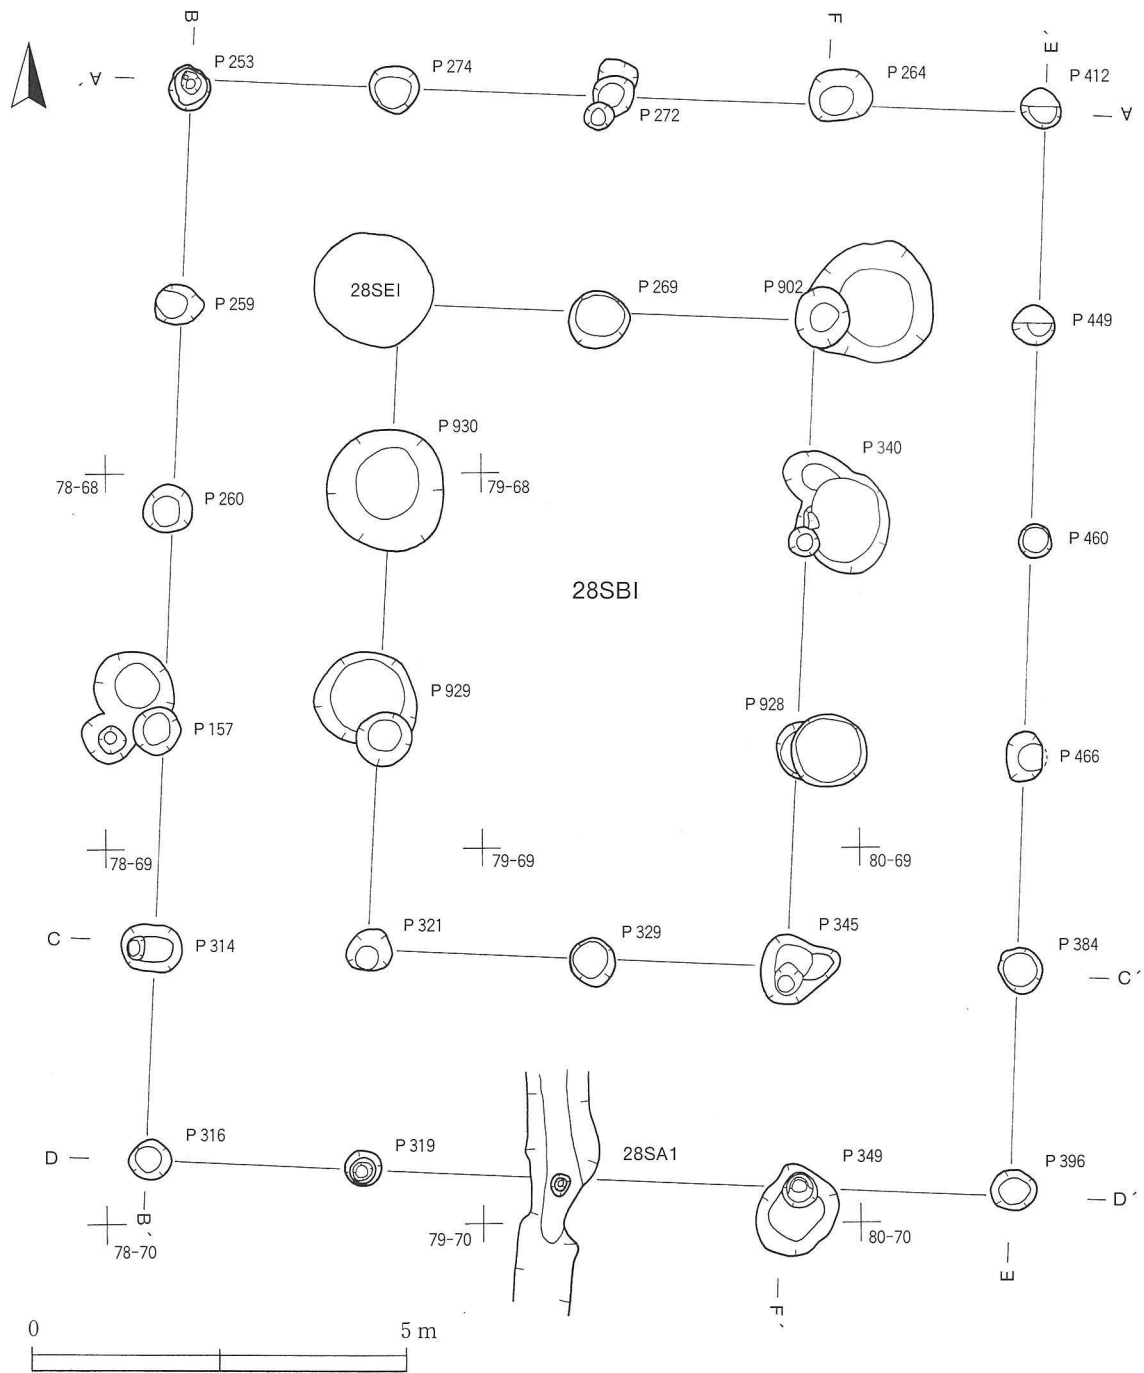 B
F
E´
P 253
P 274
P 264
P 412
A´
P 272
A
28SEI
P 269
P 902
P 259
P 449
P 930
P 340
78-68
79-68
P 260
P 460
28SBI
P 929
P 928
P 157
P 466
78-69
79-69
80-69
C
P 314
P 321
P 329
P 345
P 384
C´
D
P 316
P 319
28SA1
P 349
P 396
D´
B´
78-70
79-70
80-70
E
F´
0
5 m